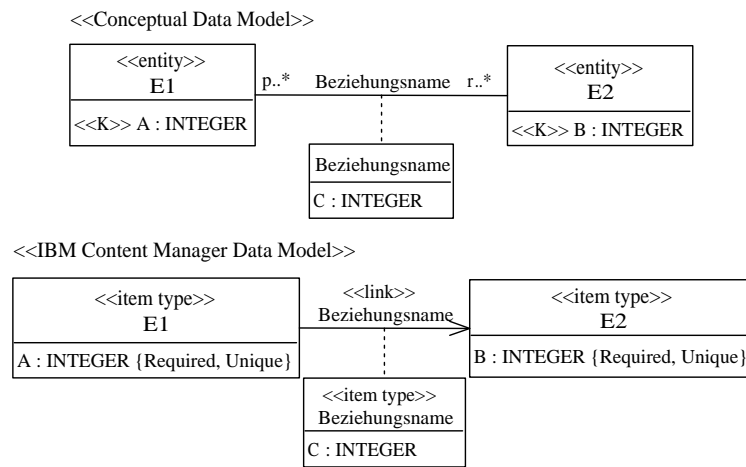 <<Conceptual Data Model>>
<<entity>>
E1
<<K>> A : INTEGER
p..*
Beziehungsname
r..*
<<entity>>
E2
<<K>> B : INTEGER
Beziehungsname
C : INTEGER
<<IBM Content Manager Data Model>>
<<item type>>
E1
A : INTEGER {Required, Unique}
<<link>>
Beziehungsname
<<item type>>
E2
B : INTEGER {Required, Unique}
<<item type>>
Beziehungsname
C : INTEGER